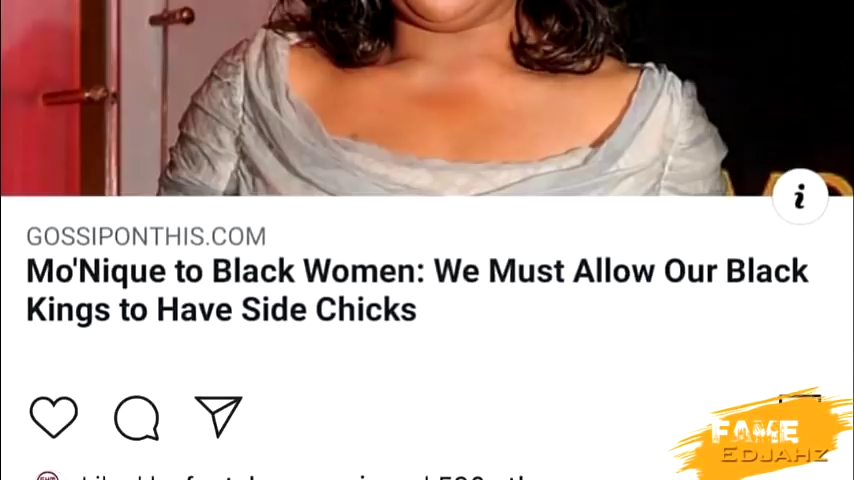 GOSSIPONTHIS.COM
Mo'Nique to Black Women: We Must Allow Our Black
Kings to Have Side Chicks
FAME
EDJAHZ